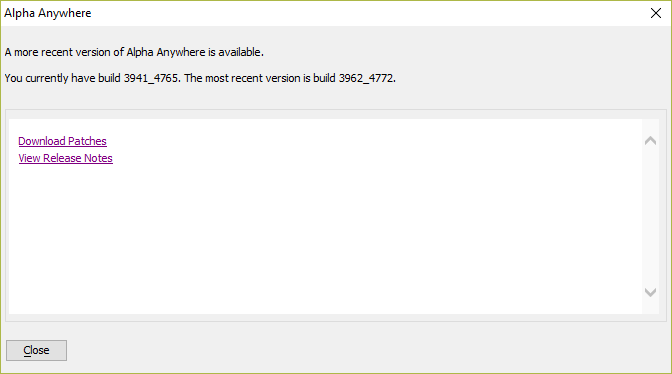 Alpha Anywhere
A more recent version of Alpha Anywhere is available.
You currently have build 3941_4765. The most recent version is build 3962_4772.
Download Patches
View Release Notes
Close